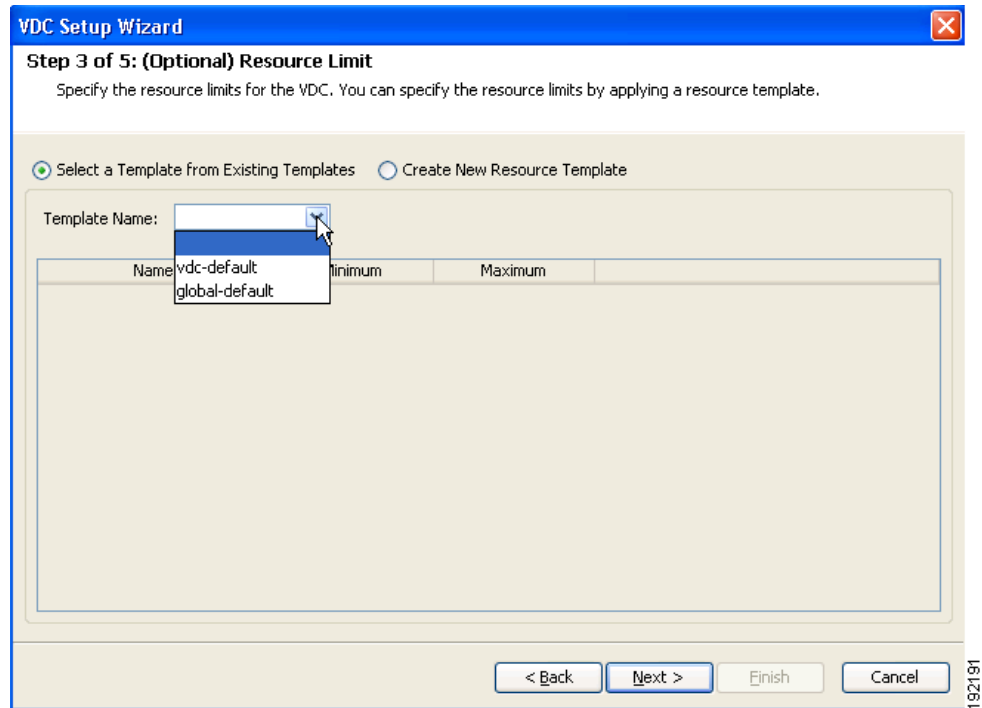 VDC Setup Wizard
Step 3 of 5: (Optional) Resource Limit
Specify the resource limits for the VDC. You can specify the resource limits by applying a resource template.
Select a Template from Existing Templates Create New Resource Template
Template Name:
Name Minimum Maximum
vdc-default
global-default
< Back Next > Finish Cancel
192191